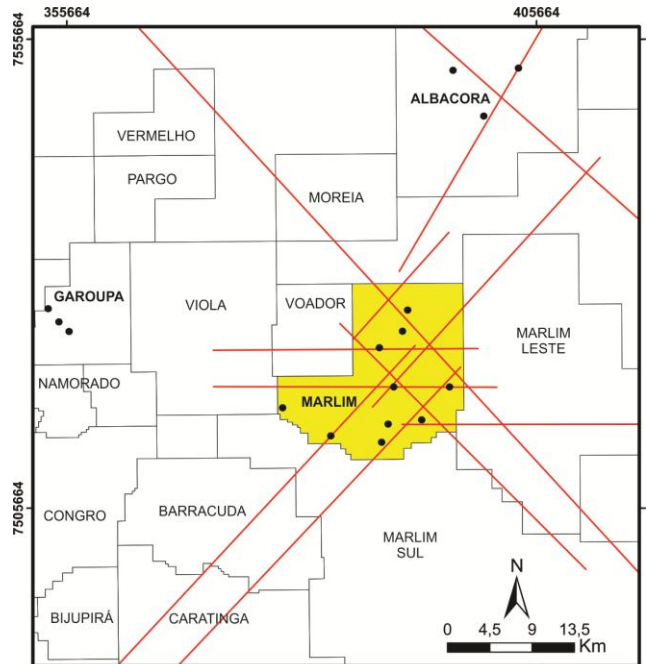 355664
405664
7555664
ALBACORA
VERMELHO
PARGO
MOREIA
GAROUPA
VIOLA
VOADOR
MARLIM
LESTE
NAMORADO
MARLIM
7505664
CONGRO
BARRACUDA
MARLIM
SUL
N
BIJUPIRÁ
CARATINGA
0 4,5 9 13,5
Km